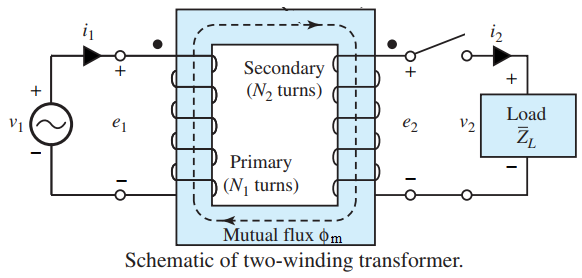 i₁
i₂
+
+
+
+
Secondary
(N₂ turns)
v₁
e₁
e₂
v₂
Load
Z̅_L
Primary
(N₁ turns)
−
−
−
−
Mutual flux ϕm
Schematic of two-winding transformer.